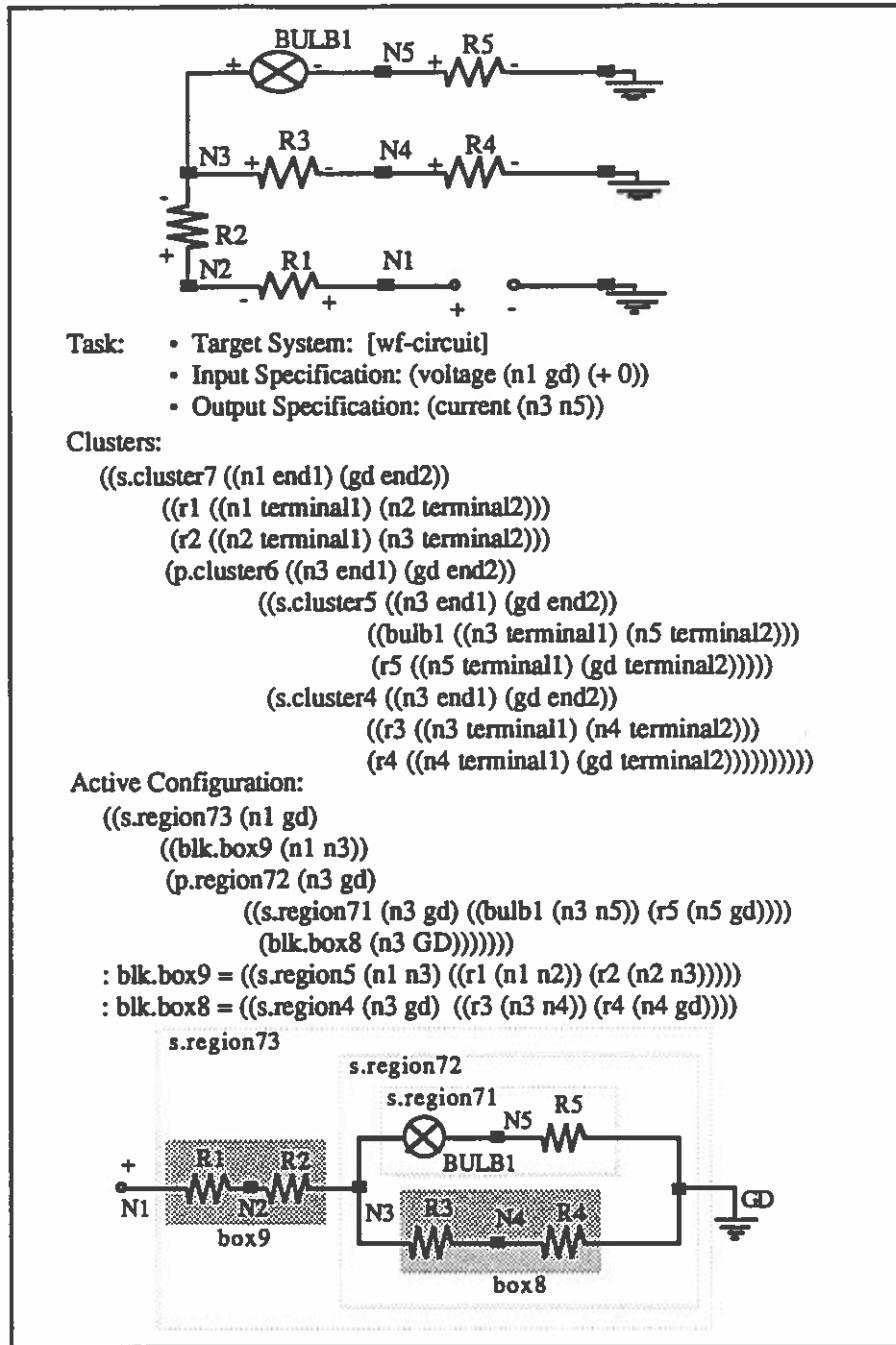 BULB1 N5 R5
+ - + -
N3 R3 N4 R4
+ - + -
-
R2
+ N2 R1 N1
- + + -
Task: • Target System: [wf-circuit]
• Input Specification: (voltage (n1 gd) (+ 0))
• Output Specification: (current (n3 n5))
Clusters:
((s.cluster7 ((n1 end1) (gd end2))
((r1 ((n1 terminal1) (n2 terminal2)))
(r2 ((n2 terminal1) (n3 terminal2)))
(p.cluster6 ((n3 end1) (gd end2))
((s.cluster5 ((n3 end1) (gd end2))
((bulb1 ((n3 terminal1) (n5 terminal2)))
(r5 ((n5 terminal1) (gd terminal2)))))
(s.cluster4 ((n3 end1) (gd end2))
((r3 ((n3 terminal1) (n4 terminal2)))
(r4 ((n4 terminal1) (gd terminal2))))))))))
Active Configuration:
((s.region73 (n1 gd)
((blk.box9 (n1 n3))
(p.region72 (n3 gd)
((s.region71 (n3 gd) ((bulb1 (n3 n5)) (r5 (n5 gd))))
(blk.box8 (n3 GD)))))))
: blk.box9 = ((s.region5 (n1 n3) ((r1 (n1 n2)) (r2 (n2 n3)))))
: blk.box8 = ((s.region4 (n3 gd) ((r3 (n3 n4)) (r4 (n4 gd))))
s.region73
s.region72
s.region71
N5 R5
BULB1
+ R1 R2
N1 N2 N3 R3 N4 R4 GD
box9
box8